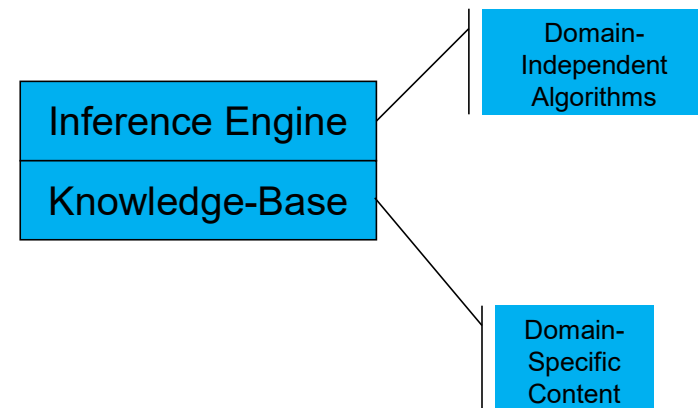 Domain-
Independent
Algorithms
Inference Engine
Knowledge-Base
Domain-
Specific
Content